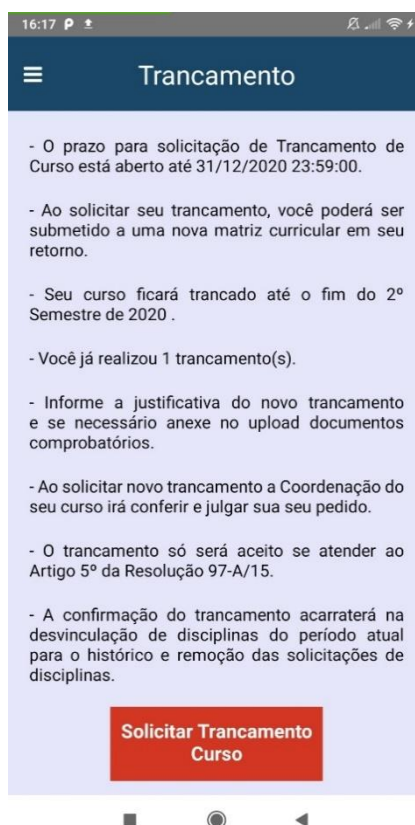 16:17
Trancamento
- O prazo para solicitação de Trancamento de
Curso está aberto até 31/12/2020 23:59:00.
- Ao solicitar seu trancamento, você poderá ser
submetido a uma nova matriz curricular em seu
retorno.
- Seu curso ficará trancado até o fim do 2º
Semestre de 2020 .
- Você já realizou 1 trancamento(s).
- Informe a justificativa do novo trancamento
e se necessário anexe no upload documentos
comprobatórios.
- Ao solicitar novo trancamento a Coordenação do
seu curso irá conferir e julgar sua seu pedido.
- O trancamento só será aceito se atender ao
Artigo 5º da Resolução 97-A/15.
- A confirmação do trancamento acarraterá na
desvinculação de disciplinas do período atual
para o histórico e remoção das solicitações de
disciplinas.
Solicitar Trancamento
Curso